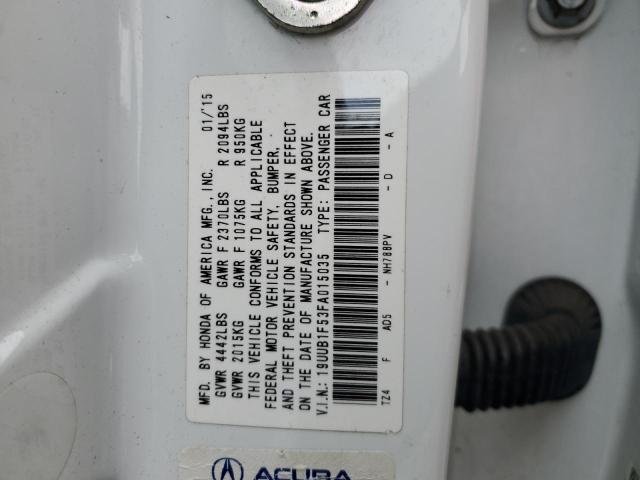 MFD. BY HONDA OF AMERICA MFG., INC. 01/15
GVWR 4442LBS GAWR F 2370LBS R 2094LBS
GVWR 2015KG GAWR F 1075KG R 950KG
THIS VEHICLE CONFORMS TO ALL APPLICABLE
FEDERAL MOTOR VEHICLE SAFETY, BUMPER,
AND THEFT PREVENTION STANDARDS IN EFFECT
ON THE DATE OF MANUFACTURE SHOWN ABOVE.
V.I.N.: 19UUB1F53FA015035 TYPE: PASSENGER CAR
TZ4 F AD5 - NH788PV - D - A
ACURA